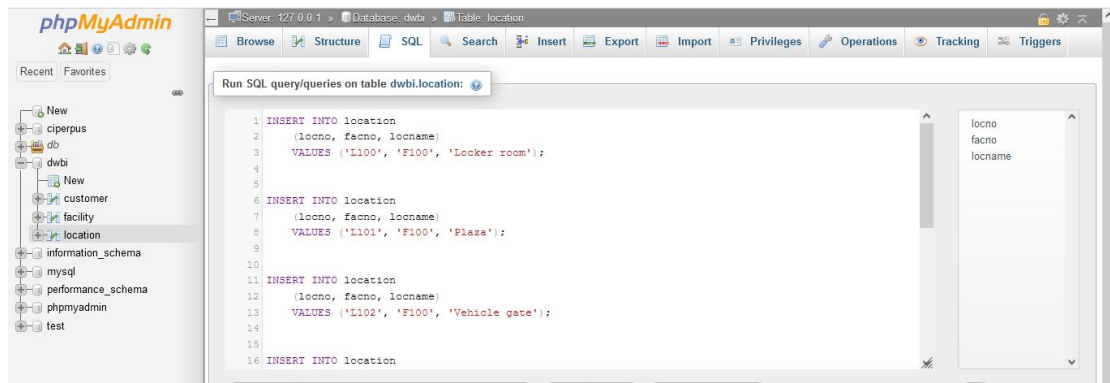 phpMyAdmin
Recent Favorites
New
ciperpus
db
dwbi
New
customer
facility
location
information_schema
mysql
performance_schema
phpmyadmin
test
Server: 127.0.0.1 » Database: dwbi » Table: location
Browse Structure SQL Search Insert Export Import Privileges Operations Tracking Triggers
Run SQL query/queries on table dwbi.location:
1 INSERT INTO location
2 (locno, facno, locname)
3 VALUES ('L100', 'F100', 'Locker room');
4
5
6 INSERT INTO location
7 (locno, facno, locname)
8 VALUES ('L101', 'F100', 'Plaza');
9
10
11 INSERT INTO location
12 (locno, facno, locname)
13 VALUES ('L102', 'F100', 'Vehicle gate');
14
15
16 INSERT INTO location
locno
facno
locname